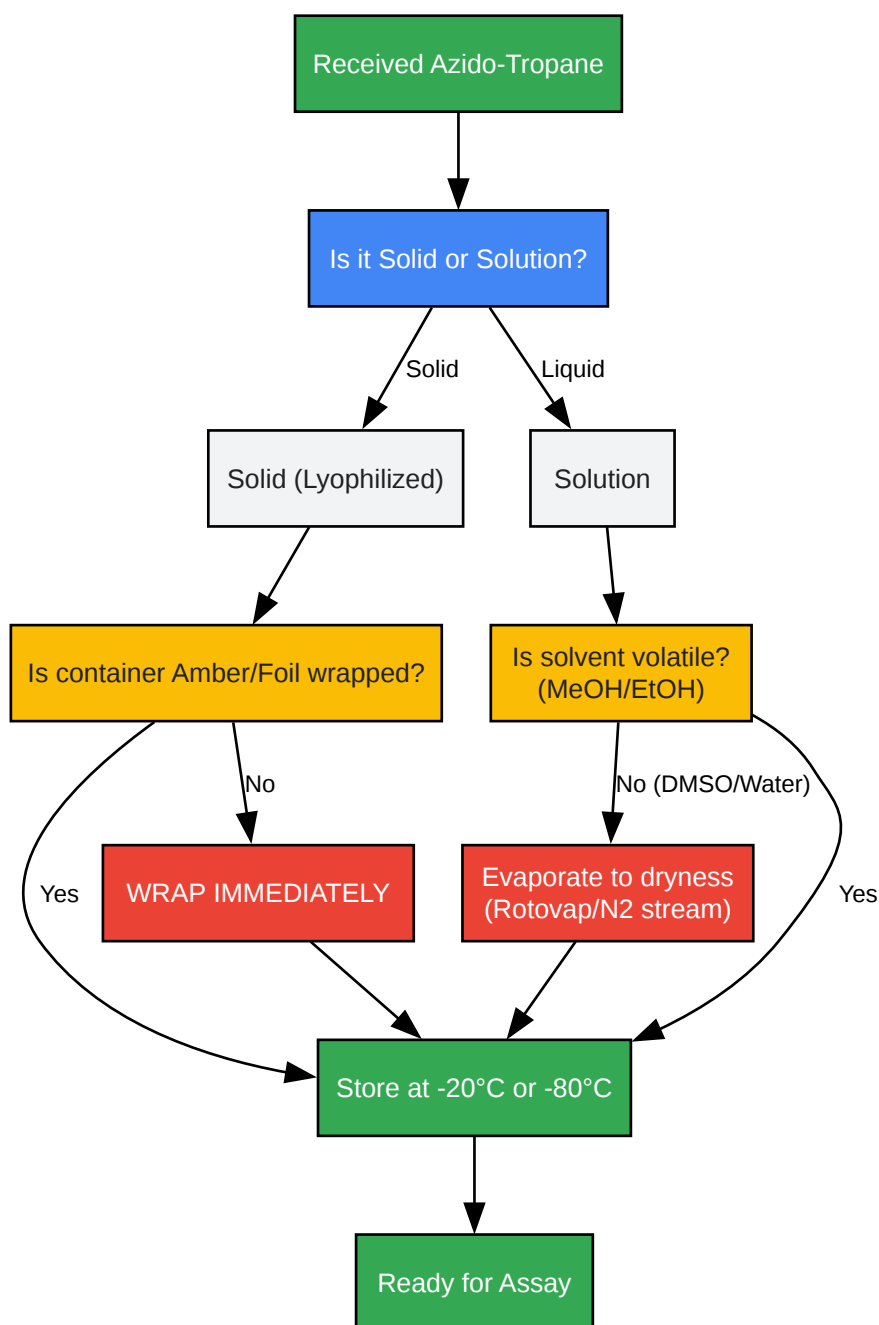 Received Azido-Tropane
Is it Solid or Solution?
Solid
Liquid
Solid (Lyophilized)
Solution
Is container Amber/Foil wrapped?
Is solvent volatile?
(MeOH/EtOH)
No
No (DMSO/Water)
Yes
WRAP IMMEDIATELY
Evaporate to dryness
(Rotovap/N2 stream)
Yes
Store at -20°C or -80°C
Ready for Assay